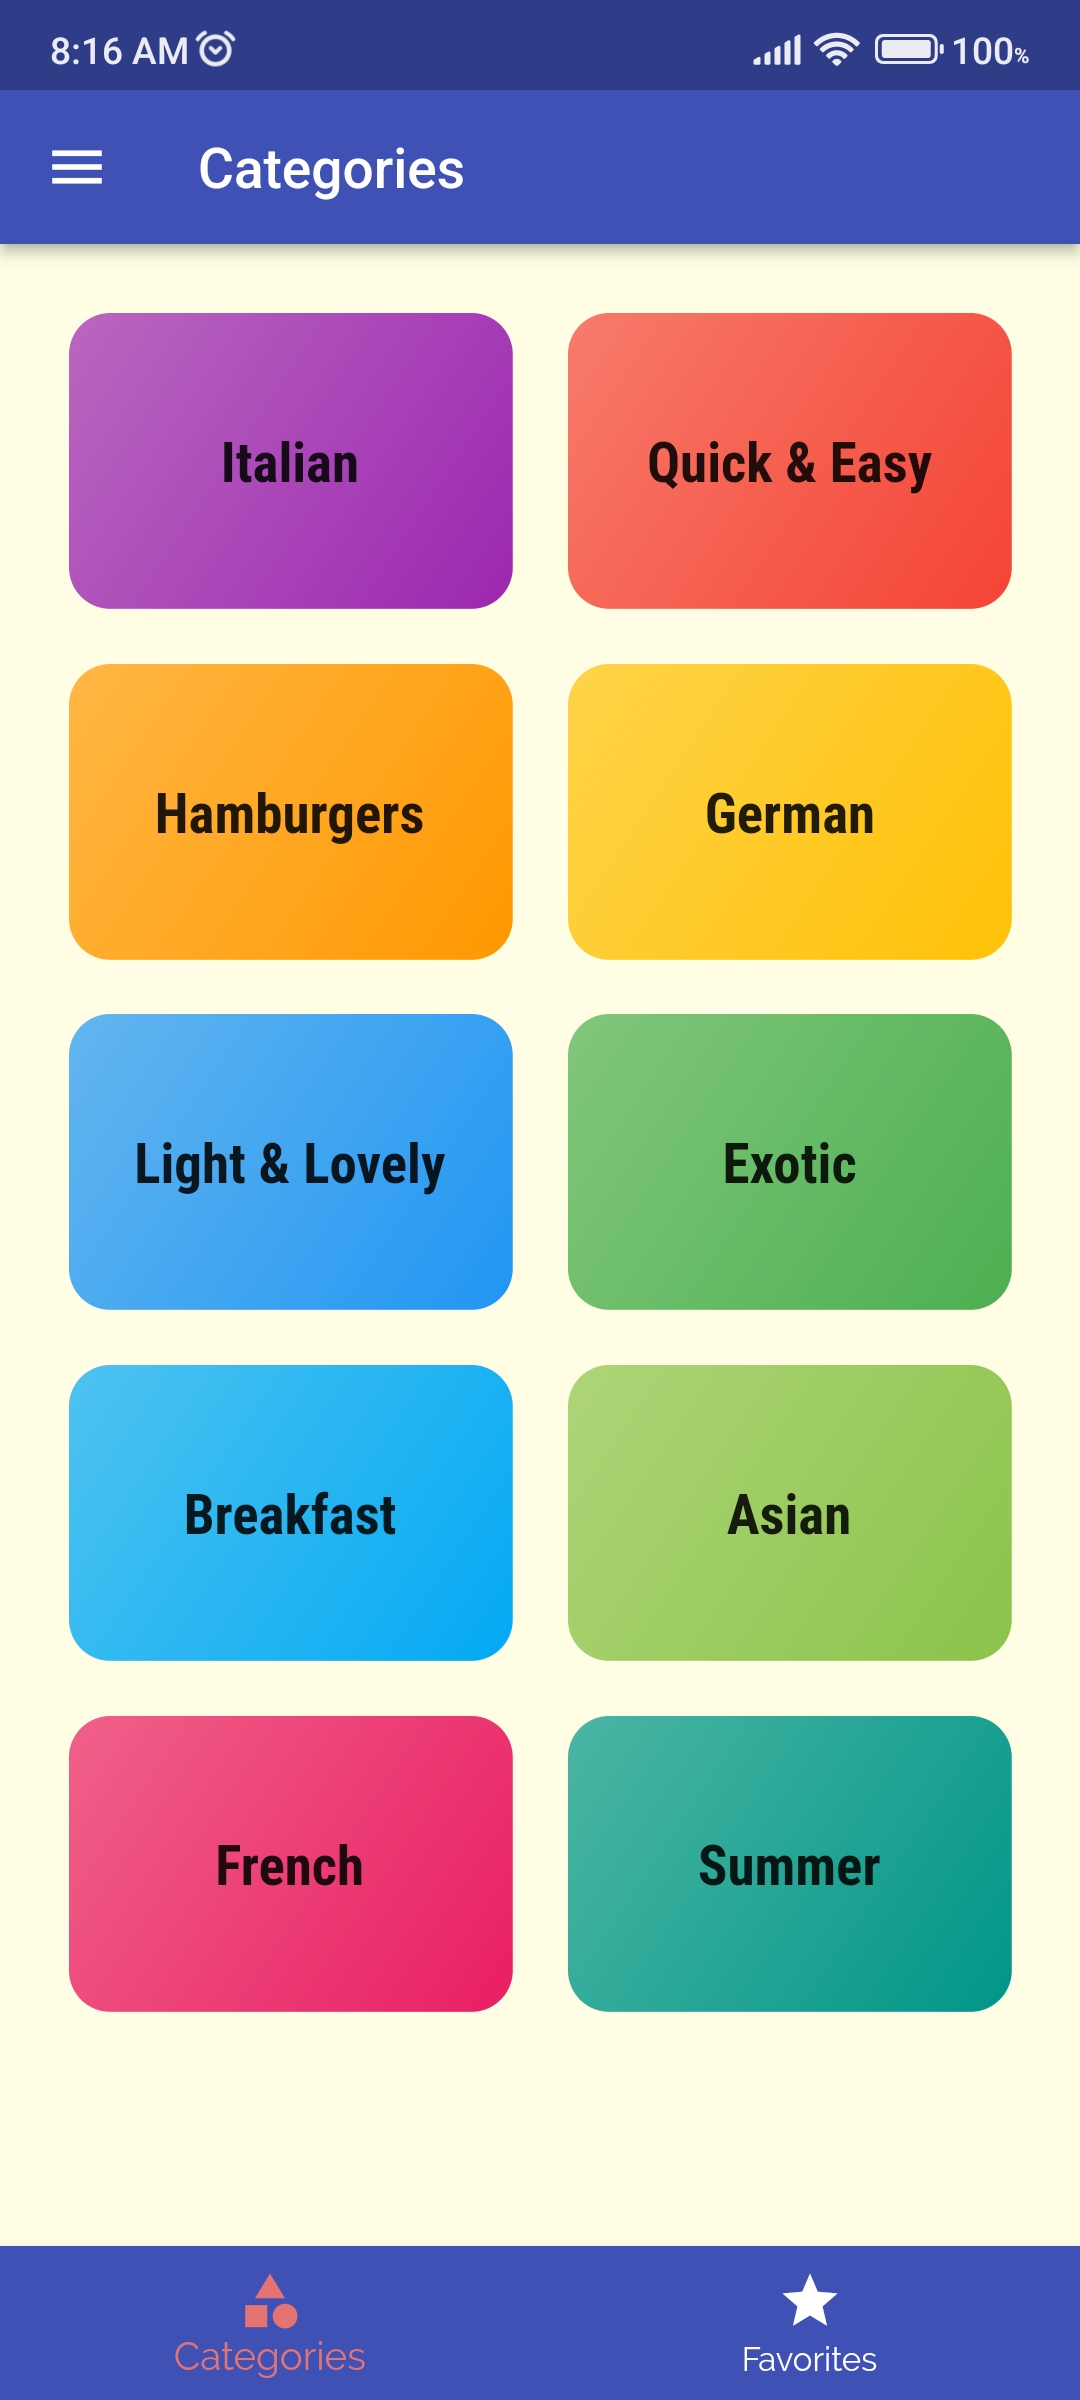 8:16 AM 100%
Categories
Italian Quick & Easy
Hamburgers German
Light & Lovely Exotic
Breakfast Asian
French Summer
Categories Favorites